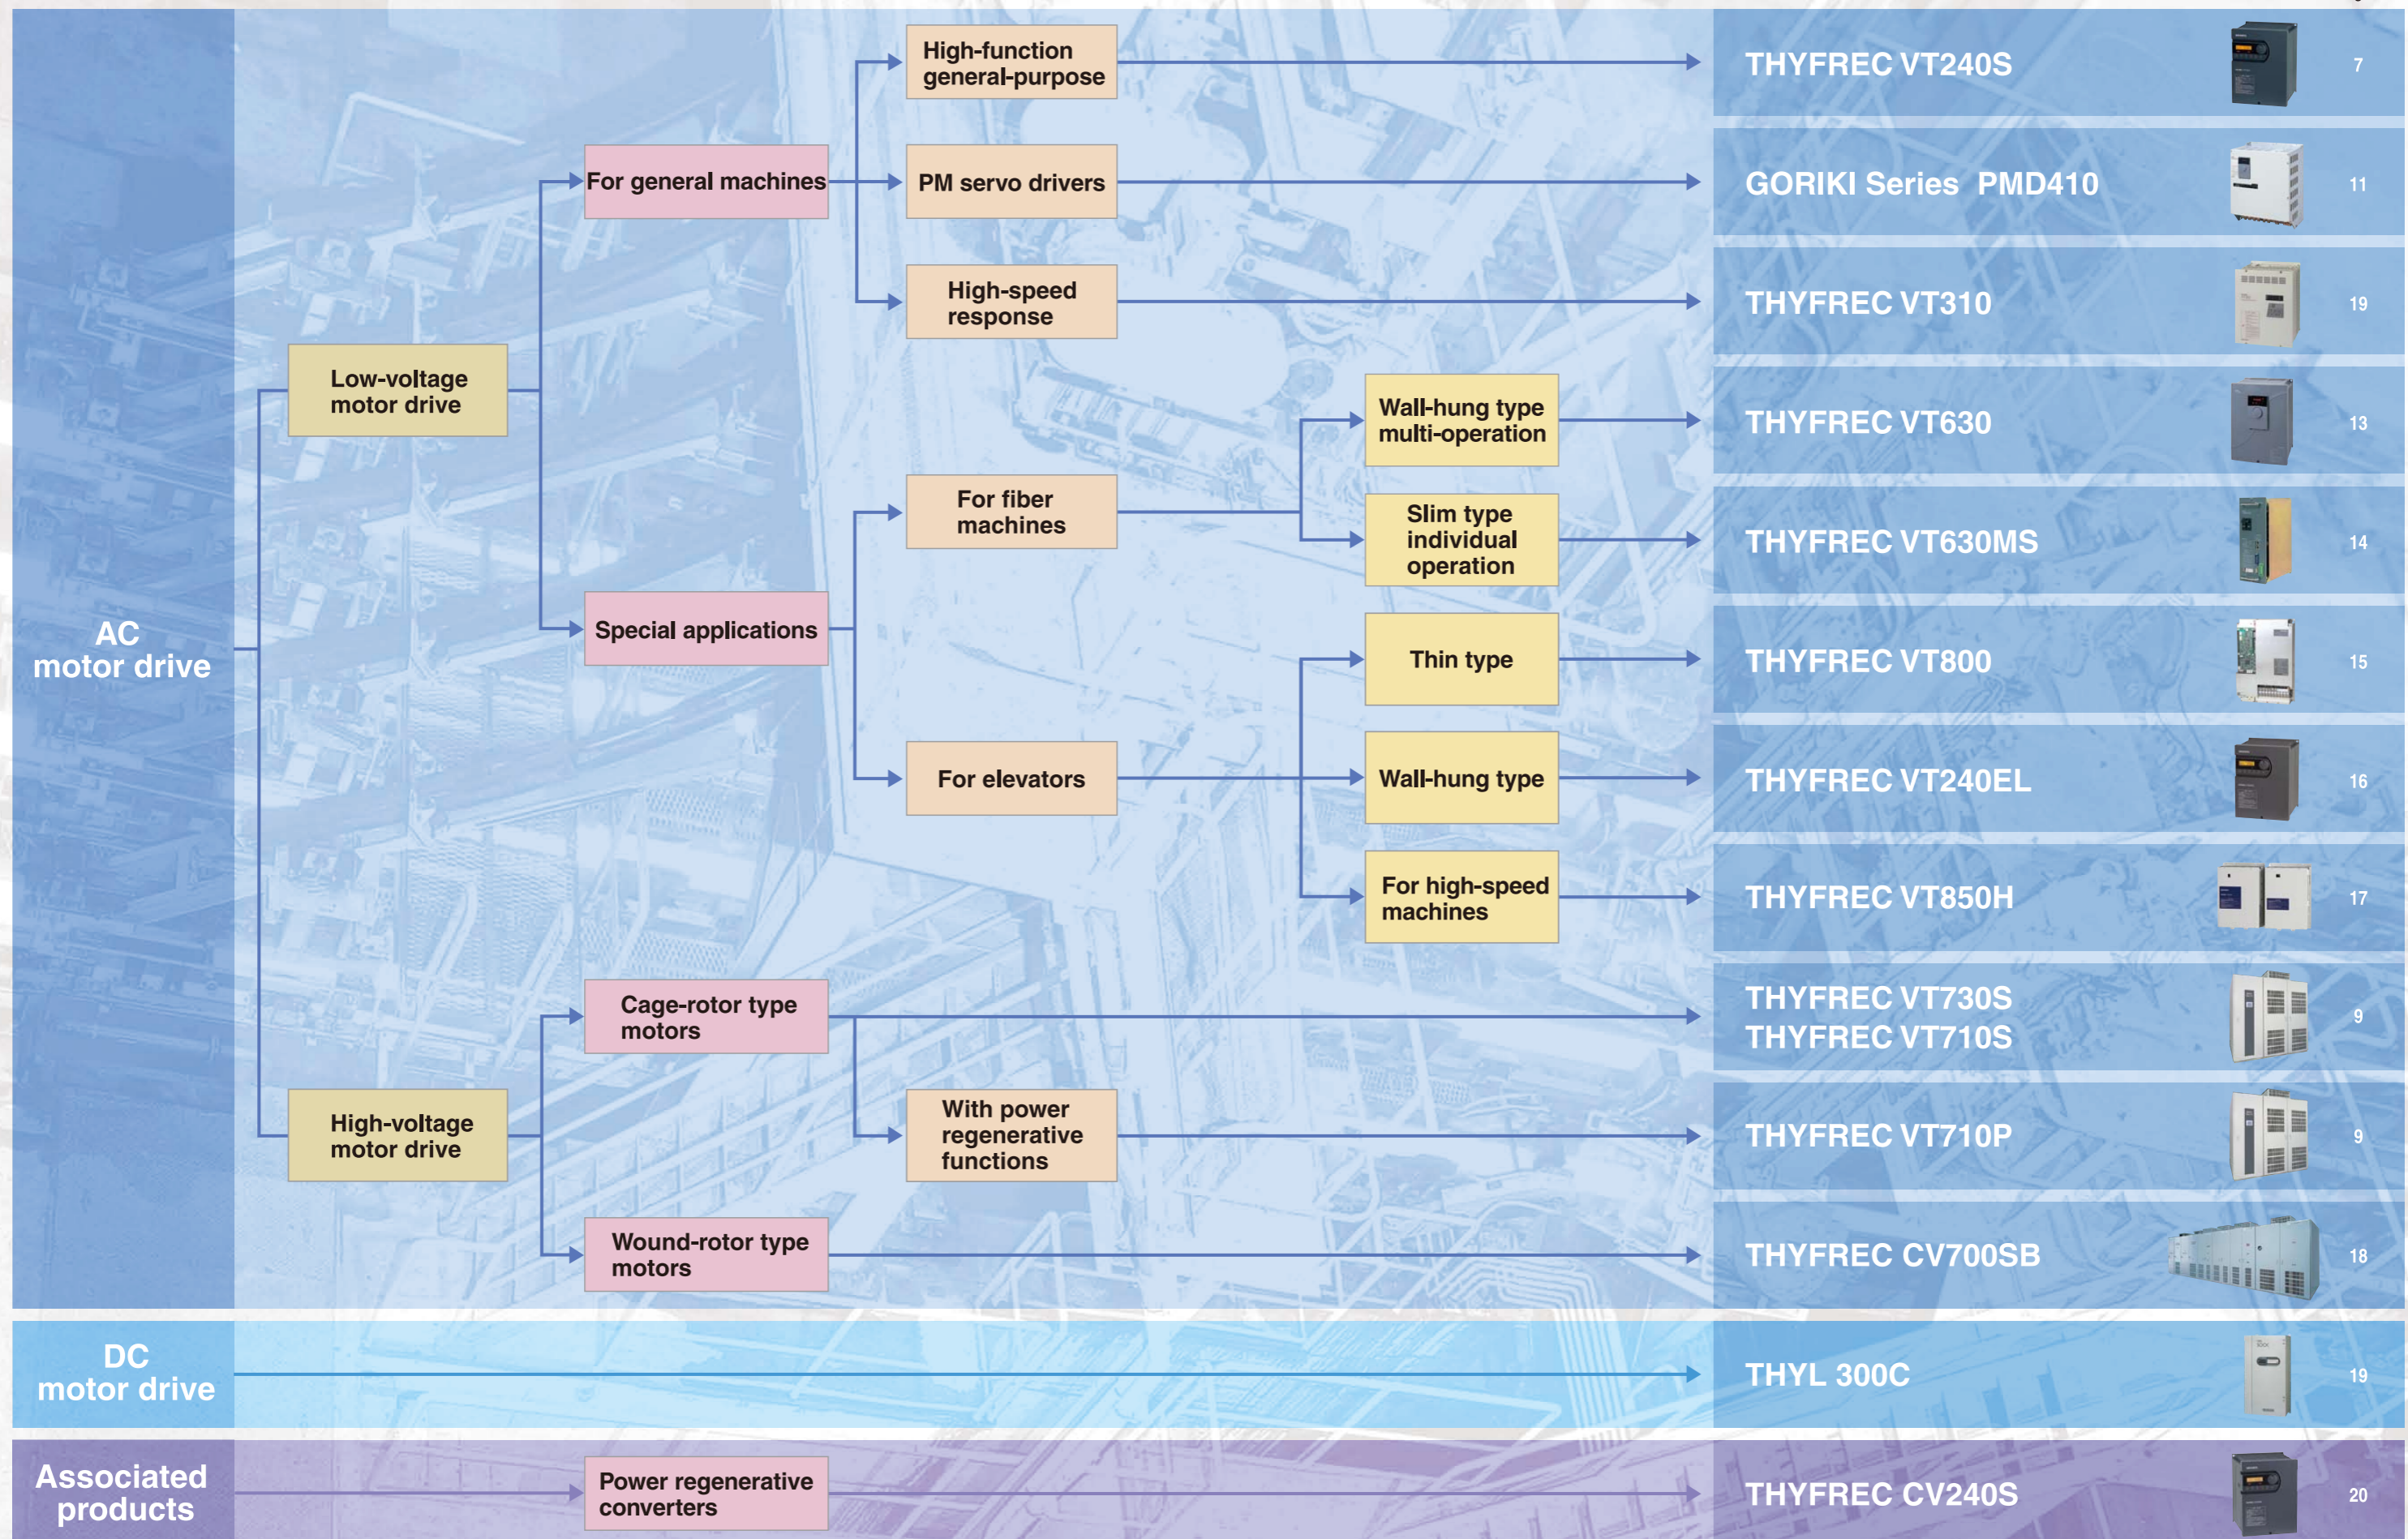 High-function
general-purpose
THYFREC VT240S
7
For general machines
PM servo drivers
GORIKI Series PMD410
11
High-speed
response
THYFREC VT310
19
Low-voltage
motor drive
Wall-hung type
multi-operation
THYFREC VT630
13
For fiber
machines
Slim type
individual
operation
THYFREC VT630MS
14
AC
motor drive
Special applications
Thin type
THYFREC VT800
15
For elevators
Wall-hung type
THYFREC VT240EL
16
For high-speed
machines
THYFREC VT850H
17
Cage-rotor type
motors
THYFREC VT730S
THYFREC VT710S
9
High-voltage
motor drive
With power
regenerative
functions
THYFREC VT710P
9
Wound-rotor type
motors
THYFREC CV700SB
18
DC
motor drive
THYL 300C
19
Associated
products
Power regenerative
converters
THYFREC CV240S
20